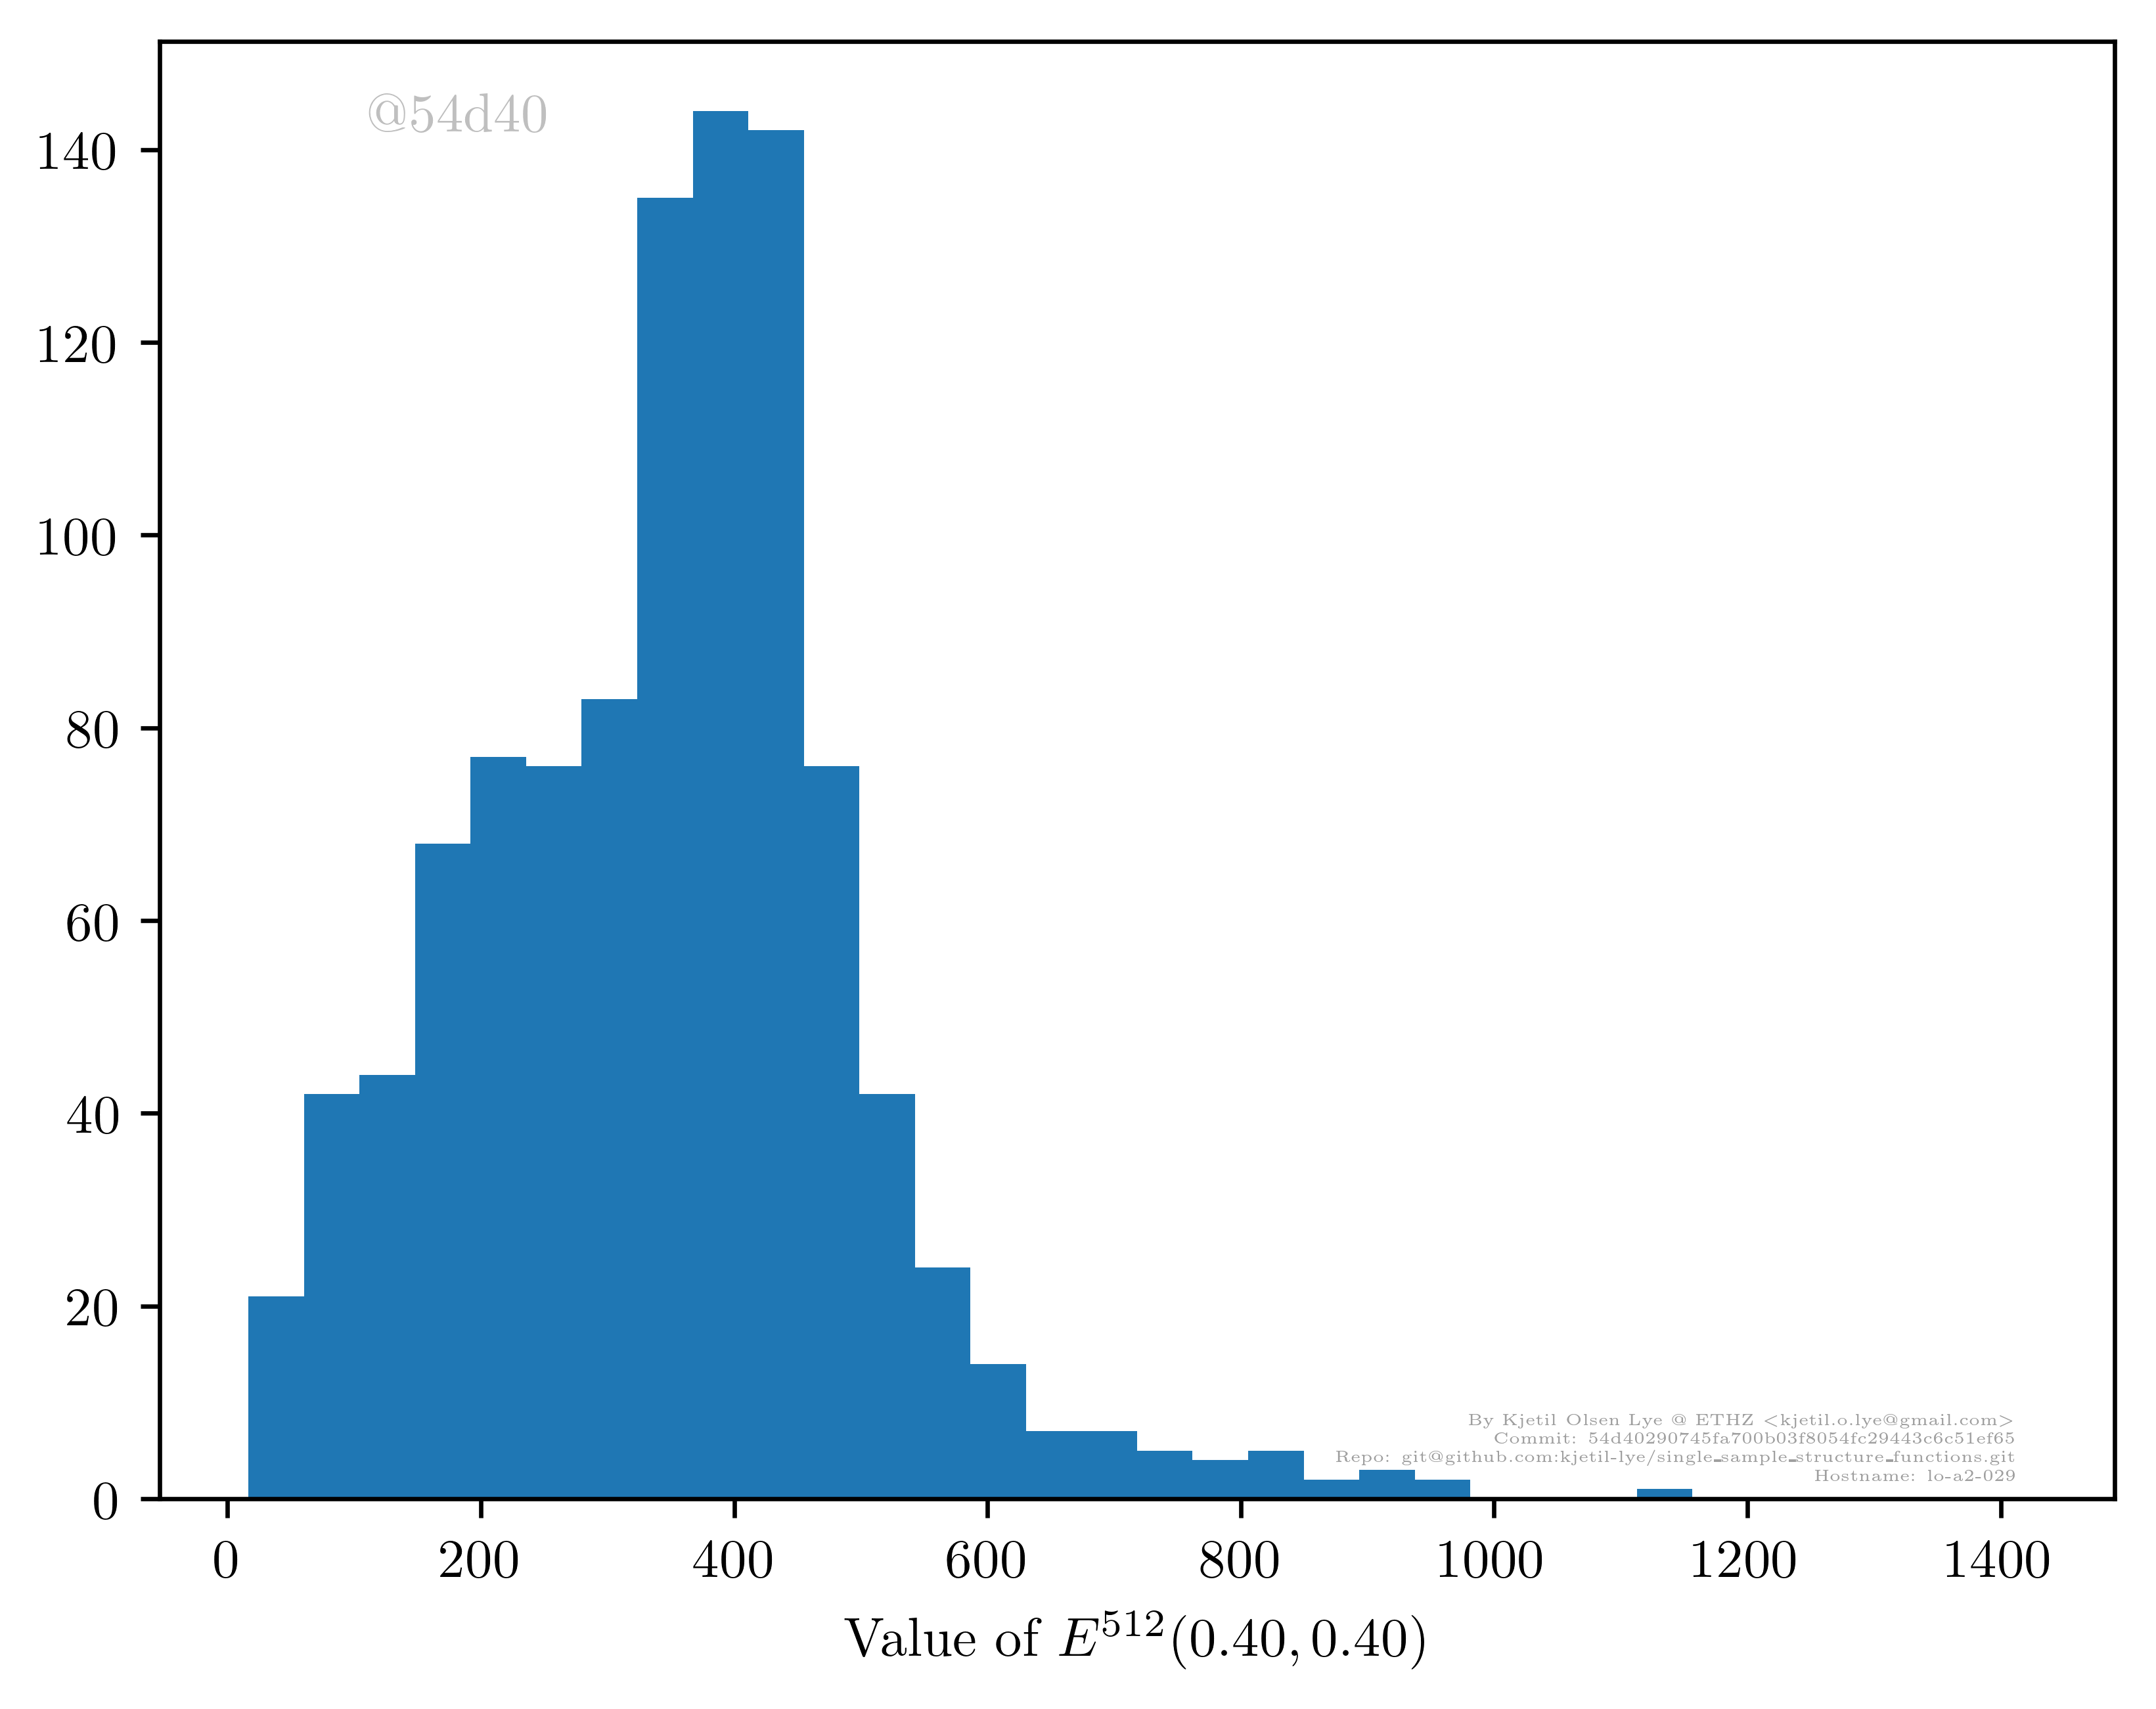 @54d40
140
120
100
80
60
40
20
0
By Kjetil Olsen Lye @ ETHZ <kjetil.o.lye@gmail.com>
Commit: 54d40290745fa700b03f8054fc29443c6c51ef65
Repo: git@github.com:kjetil-lye/single_sample_structure_functions.git
Hostname: lo-a2-029
0 200 400 600 800 1000 1200 1400
Value of E^512(0.40, 0.40)